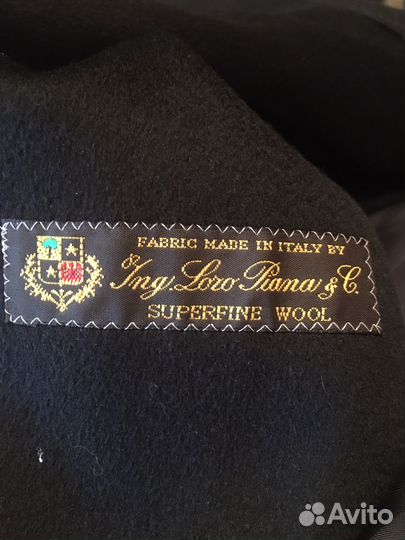 FABRIC MADE IN ITALY BY
Ing. Loro Piana & C.
SUPERFINE WOOL
Avito